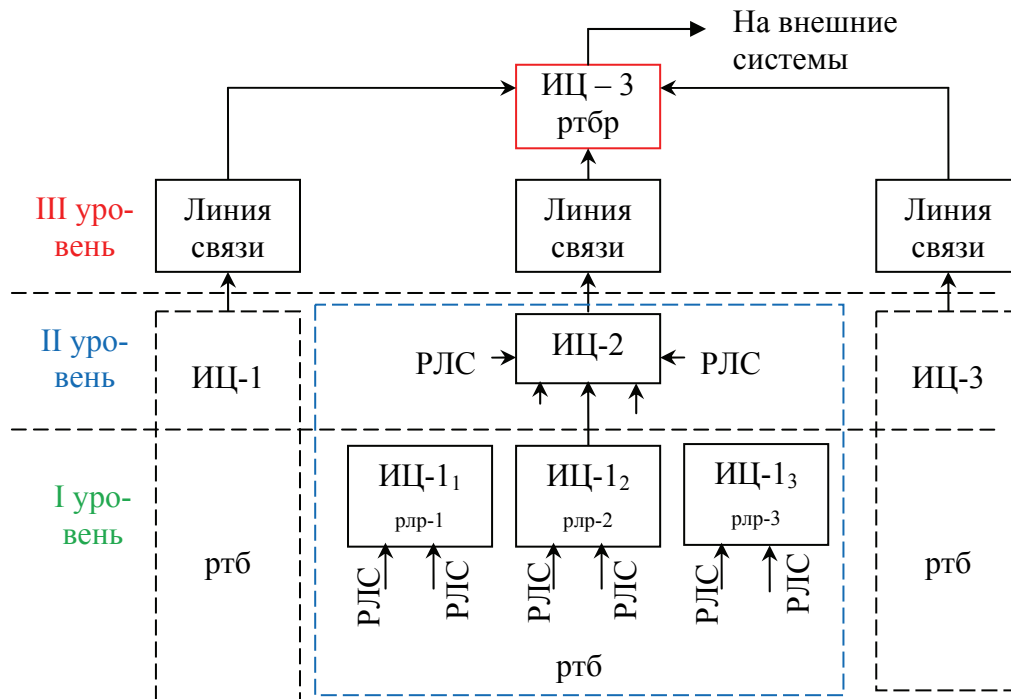 На внешние
системы
ИЦ – 3
ртбр
III уро-
вень
Линия
связи
Линия
связи
Линия
связи
II уро-
вень
ИЦ-1
РЛС
ИЦ-2
РЛС
ИЦ-3
I уро-
вень
ртб
ИЦ-1₁
рлр-1
ИЦ-1₂
рлр-2
ИЦ-1₃
рлр-3
ртб
РЛС
РЛС
РЛС
РЛС
РЛС
РЛС
ртб